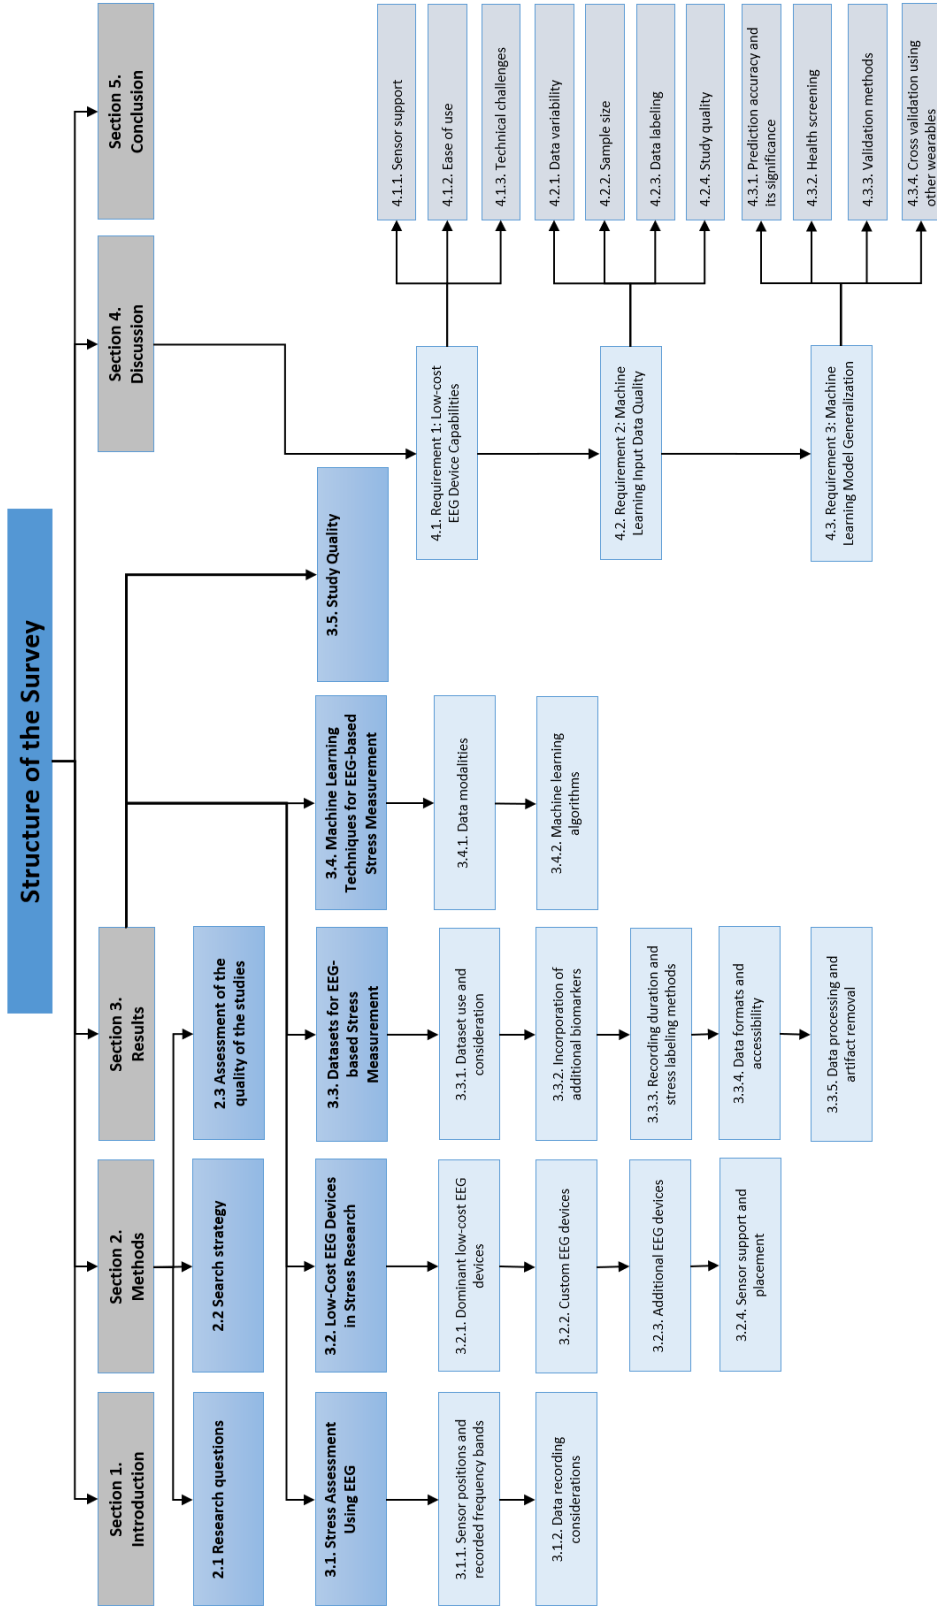 Structure of the Survey
Section 1.
Introduction
Section 2.
Methods
Section 3.
Results
Section 4.
Discussion
Section 5.
Conclusion
2.1 Research questions
2.2 Search strategy
2.3 Assessment of the
quality of the studies
3.1. Stress Assessment
Using EEG
3.2. Low-Cost EEG Devices
in Stress Research
3.3. Datasets for EEG-
based Stress
Measurement
3.4. Machine Learning
Techniques for EEG-based
Stress Measurement
3.5. Study Quality
3.1.1. Sensor positions and
recorded frequency bands
3.1.2. Data recording
considerations
3.2.1. Dominant low-cost EEG
devices
3.2.2. Custom EEG devices
3.2.3. Additional EEG devices
3.2.4. Sensor support and
placement
3.3.1. Dataset use and
consideration
3.3.2. Incorporation of
additional biomarkers
3.3.3. Recording duration and
stress labeling methods
3.3.4. Data formats and
accessibility
3.3.5. Data processing and
artifact removal
3.4.1. Data modalities
3.4.2. Machine learning
algorithms
4.1. Requirement 1: Low-cost
EEG Device Capabilities
4.1.1. Sensor support
4.1.2. Ease of use
4.1.3. Technical challenges
4.2. Requirement 2: Machine
Learning Input Data Quality
4.2.1. Data variability
4.2.2. Sample size
4.2.3. Data labeling
4.2.4. Study quality
4.3. Requirement 3: Machine
Learning Model Generalization
4.3.1. Prediction accuracy and
its significance
4.3.2. Health screening
4.3.3. Validation methods
4.3.4. Cross validation using
other wearables